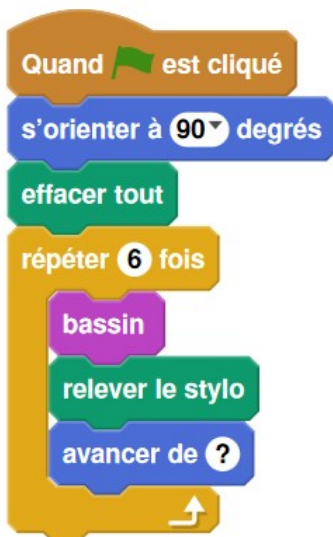 Quand est cliqué
s'orienter à 90 degrés
effacer tout
répéter 6 fois
bassin
relever le stylo
avancer de ?